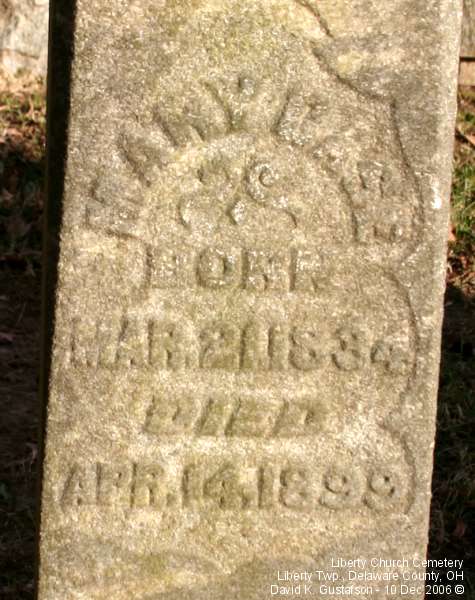 MARY
BORN
MAR.21,1834
DIED
APR.14,1899
Liberty Church Cemetery
Liberty Twp., Delaware County, OH
David K. Gustafson - 10 Dec 2006 ©